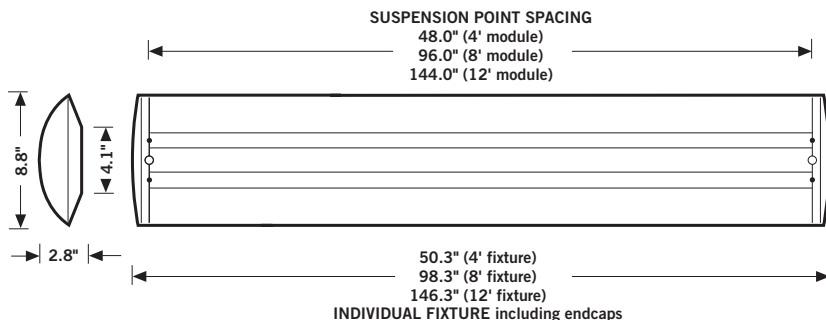 SUSPENSION POINT SPACING
48.0" (4' module)
96.0" (8' module)
144.0" (12' module)
8.8"
4.1"
2.8"
50.3" (4' fixture)
98.3" (8' fixture)
146.3" (12' fixture)
INDIVIDUAL FIXTURE including endcaps